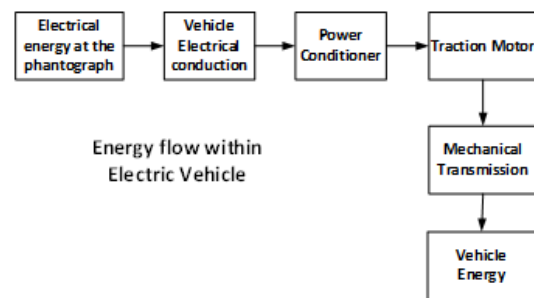 Electrical
energy at the
phantograph
Vehicle
Electrical
conduction
Power
Conditioner
Traction Motor
Energy flow within
Electric Vehicle
Mechanical
Transmission
Vehicle
Energy